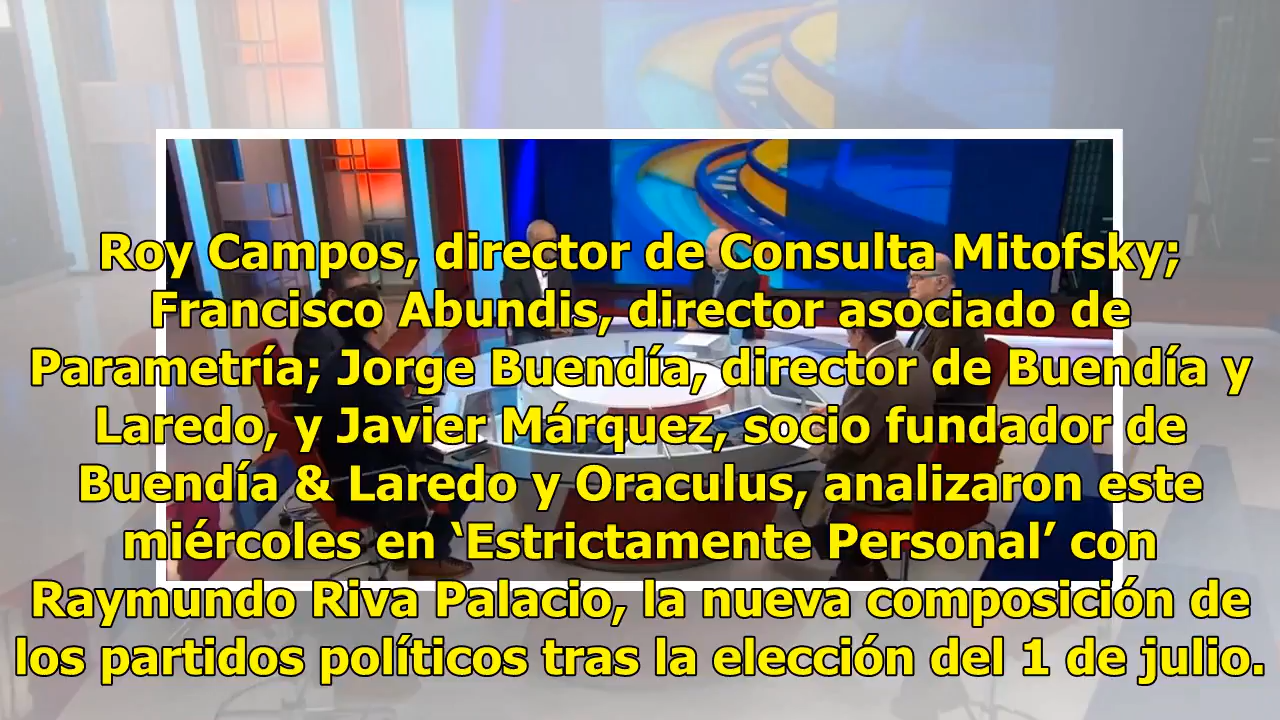 Roy Campos, director de Consulta Mitofsky;
Francisco Abundis, director asociado de
Parametría; Jorge Buendía, director de Buendía y
Laredo, y Javier Márquez, socio fundador de
Buendía & Laredo y Oraculus, analizaron este
miércoles en ‘Estrictamente Personal’ con
Raymundo Riva Palacio, la nueva composición de
los partidos políticos tras la elección del 1 de julio.